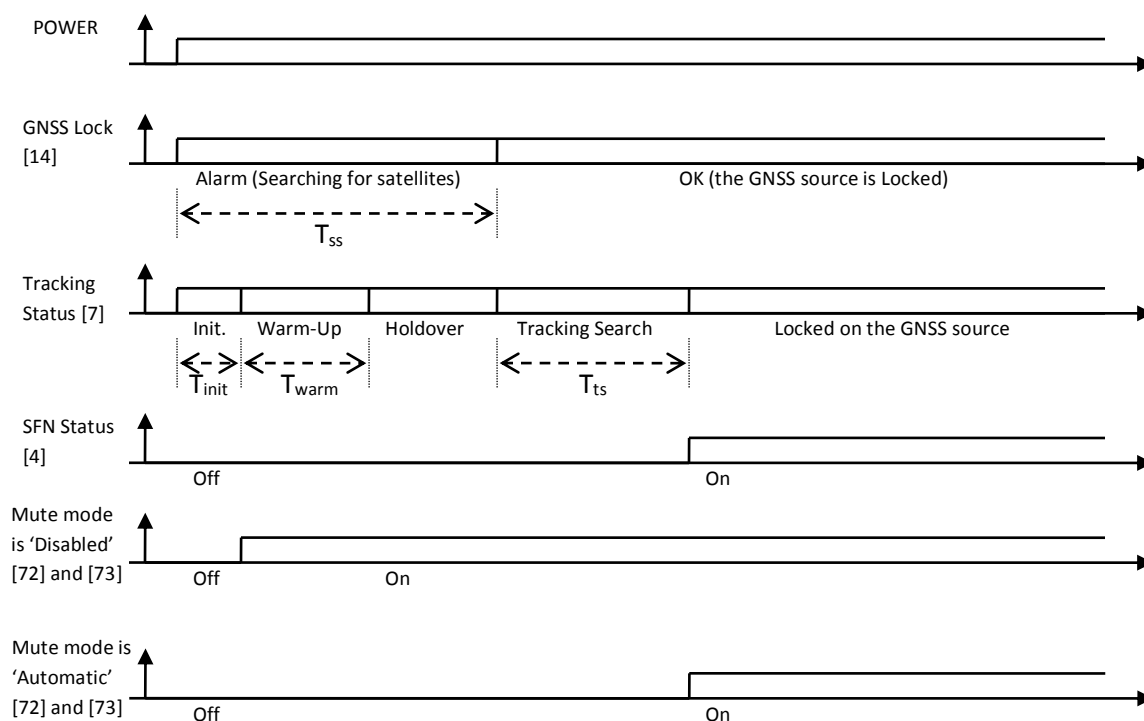 POWER
GNSS Lock
[14]
Alarm (Searching for satellites)
OK (the GNSS source is Locked)
Tss
Tracking
Status [7]
Init.
Warm-Up
Holdover
Tracking Search
Locked on the GNSS source
Tinit
Twarm
Tts
SFN Status
[4]
Off
On
Mute mode
is ‘Disabled’
[72] and [73]
Off
On
Mute mode is
‘Automatic’
[72] and [73]
Off
On